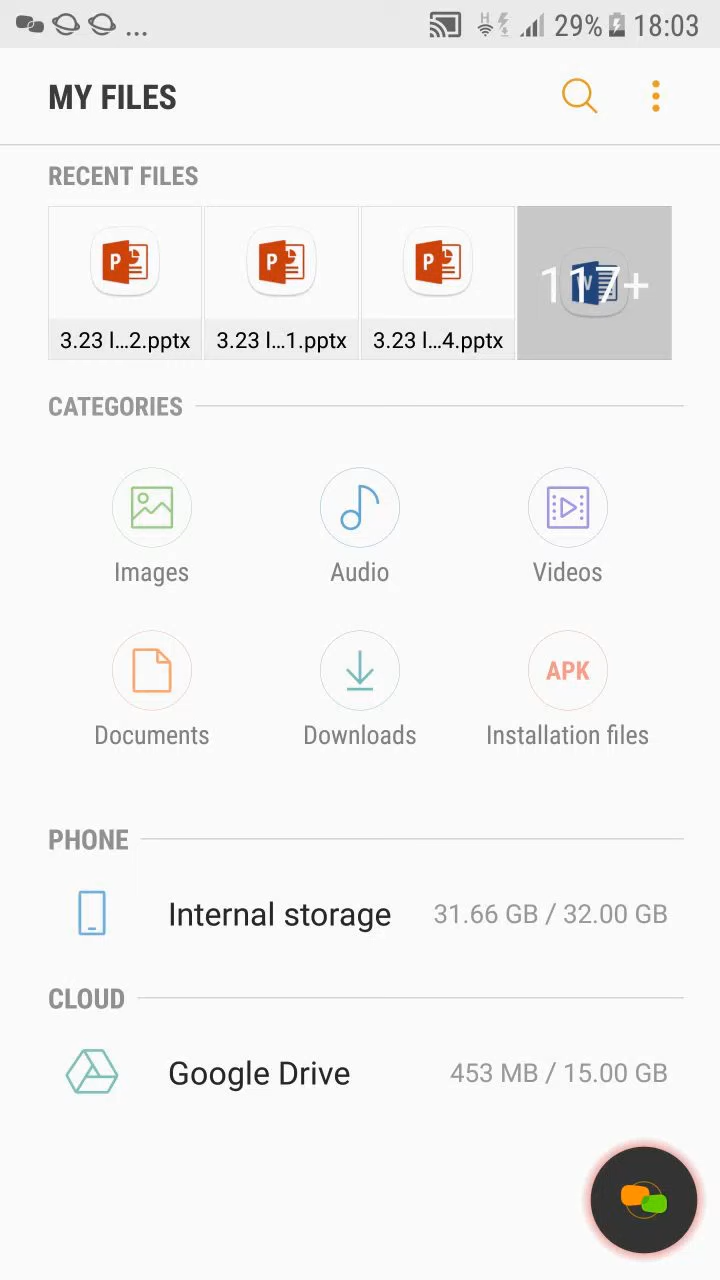 ... H 29% 18:03
MY FILES
RECENT FILES
P P P W 117+
3.23 l...2.pptx 3.23 l...1.pptx 3.23 l...4.pptx
CATEGORIES
Images Audio Videos
APK
Documents Downloads Installation files
PHONE
Internal storage 31.66 GB / 32.00 GB
CLOUD
Google Drive 453 MB / 15.00 GB